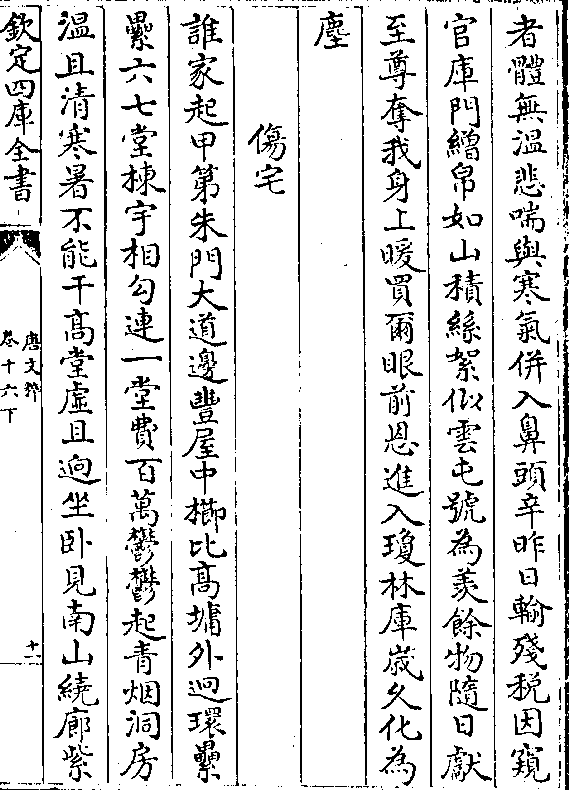 者體無温悲喘與寒氣併入鼻頭辛昨日輸殘稅因窺
官庫門繒帛如山積絲絮似雲屯號為羨餘物隨日獻
至尊奪我身上暖買爾眼前恩進入瓊林庫嵗久化為
塵
傷宅
誰家起甲第朱門大道邊豐屋中櫛比髙墉外迴環纍
纍六七堂棟宇相勾連一堂費百萬鬱鬱起青烟洞房
温且清寒暑不能干髙堂虛且逈坐卧見南山繞廊紫
欽定四庫全書
唐文粹
卷十六下
十一